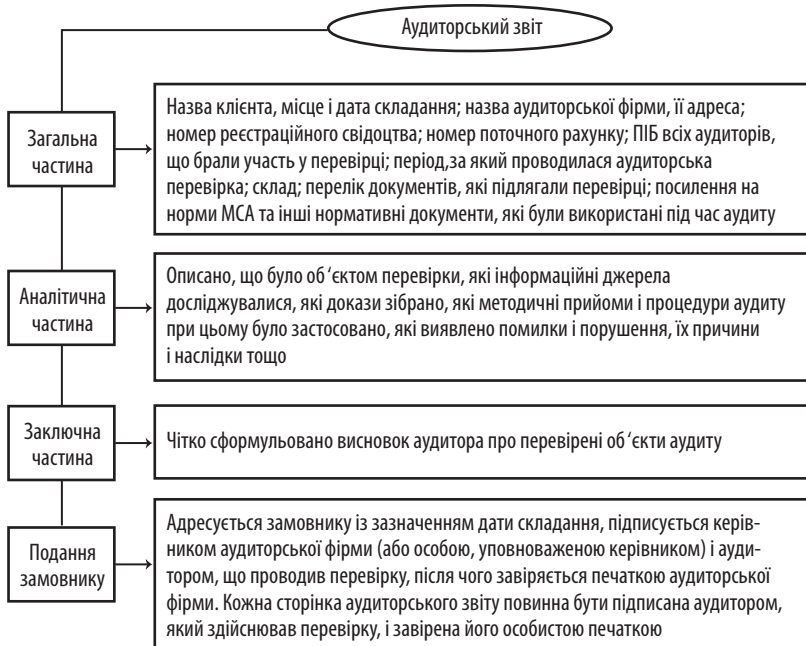 Аудиторський звіт
Загальна
частина
Назва клієнта, місце і дата складання; назва аудиторської фірми, її адреса;
номер реєстраційного свідоцтва; номер поточного рахунку; ПІБ всіх аудиторів,
що брали участь у перевірці; період,за який проводилася аудиторська
перевірка; склад; перелік документів, які підлягали перевірці; посилення на
норми МСА та інші нормативні документи, які були використані під час аудиту
Аналітична
частина
Описано, що було об‘єктом перевірки, які інформаційні джерела
досліджувалися, які докази зібрано, які методичні прийоми і процедури аудиту
при цьому було застосовано, які виявлено помилки і порушення, їх причини
і наслідки тощо
Заключна
частина
Чітко сформульовано висновок аудитора про перевірені об‘єкти аудиту
Подання
замовнику
Адресується замовнику із зазначенням дати складання, підписується керів-
ником аудиторської фірми (або особою, уповноваженою керівником) і ауди-
тором, що проводив перевірку, після чого завіряється печаткою аудиторської
фірми. Кожна сторінка аудиторського звіту повинна бути підписана аудитором,
який здійснював перевірку, і завірена його особистою печаткою